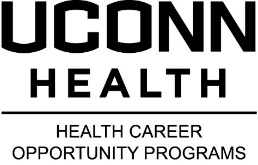 UCONN
HEALTH
HEALTH CAREER
OPPORTUNITY PROGRAMS